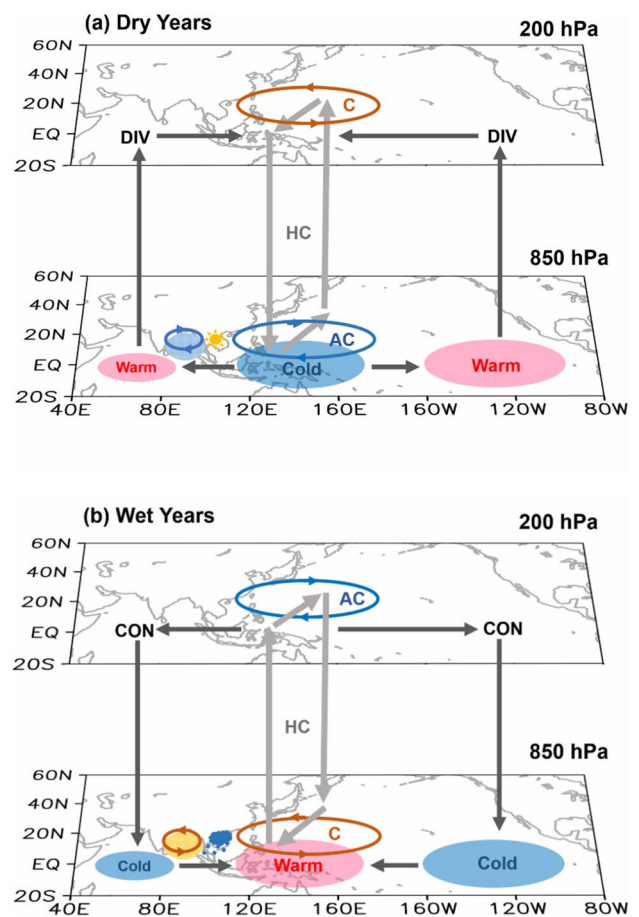 (a) Dry Years
200 hPa
60N
40N
20N
EQ
20S
C
DIV
DIV
HC
850 hPa
60N
40N
20N
EQ
20S
AC
Warm
Cold
Warm
40E 80E 120E 160E 160W 120W 80W
(b) Wet Years
200 hPa
60N
40N
20N
EQ
20S
AC
CON
CON
HC
850 hPa
60N
40N
20N
EQ
20S
C
Cold
Warm
Cold
40E 80E 120E 160E 160W 120W 80W